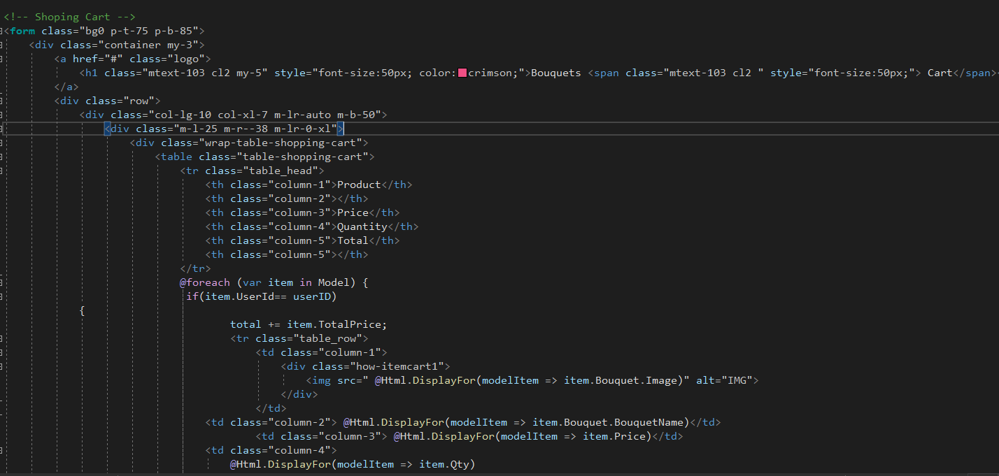 <!-- Shoping Cart -->
<form class="bg0 p-t-75 p-b-85">
<div class="container my-3">
<a href="#" class="logo">
<h1 class="mtext-103 cl2 my-5" style="font-size:50px; color:crimson;">Bouquets <span class="mtext-103 cl2 " style="font-size:50px;"> Cart</span>
</a>
<div class="row">
<div class="col-lg-10 col-xl-7 m-lr-auto m-b-50">
<div class="m-l-25 m-r--38 m-lr-0-xl">
<div class="wrap-table-shopping-cart">
<table class="table-shopping-cart">
<tr class="table_head">
<th class="column-1">Product</th>
<th class="column-2"></th>
<th class="column-3">Price</th>
<th class="column-4">Quantity</th>
<th class="column-5">Total</th>
<th class="column-5"></th>
</tr>
@foreach (var item in Model) {
if(item.UserId== userID)
{
total += item.TotalPrice;
<tr class="table_row">
<td class="column-1">
<div class="how-itemcart1">
<img src=" @Html.DisplayFor(modelItem => item.Bouquet.Image)" alt="IMG">
</div>
</td>
<td class="column-2"> @Html.DisplayFor(modelItem => item.Bouquet.BouquetName)</td>
<td class="column-3"> @Html.DisplayFor(modelItem => item.Price)</td>
<td class="column-4">
@Html.DisplayFor(modelItem => item.Qty)